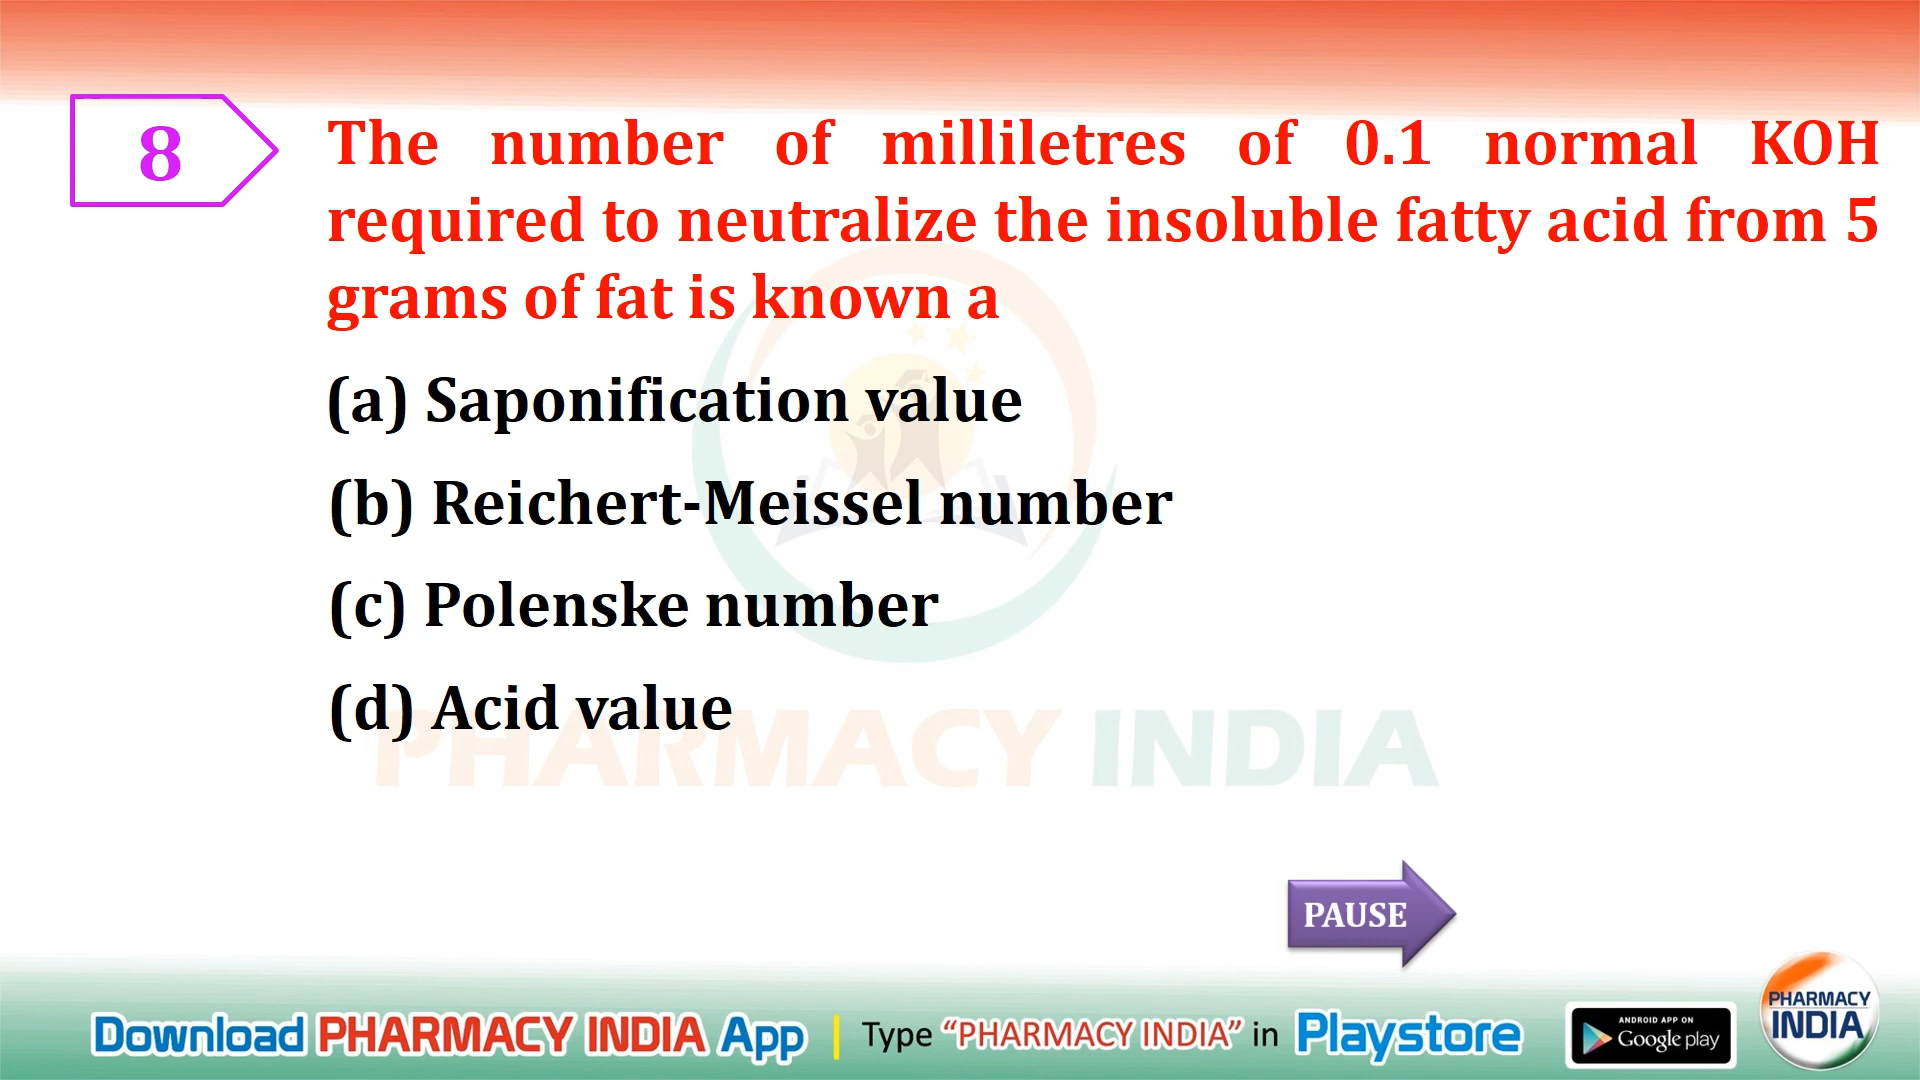 8
The number of millilitres of 0.1 normal KOH
required to neutralize the insoluble fatty acid from 5
grams of fat is known a
(a) Saponification value
(b) Reichert-Meissel number
(c) Polenske number
(d) Acid value
PHARMACY INDIA
PAUSE
Download PHARMACY INDIA App | Type “PHARMACY INDIA” in Playstore
ANDROID APP ON
Google play
PHARMACY
INDIA